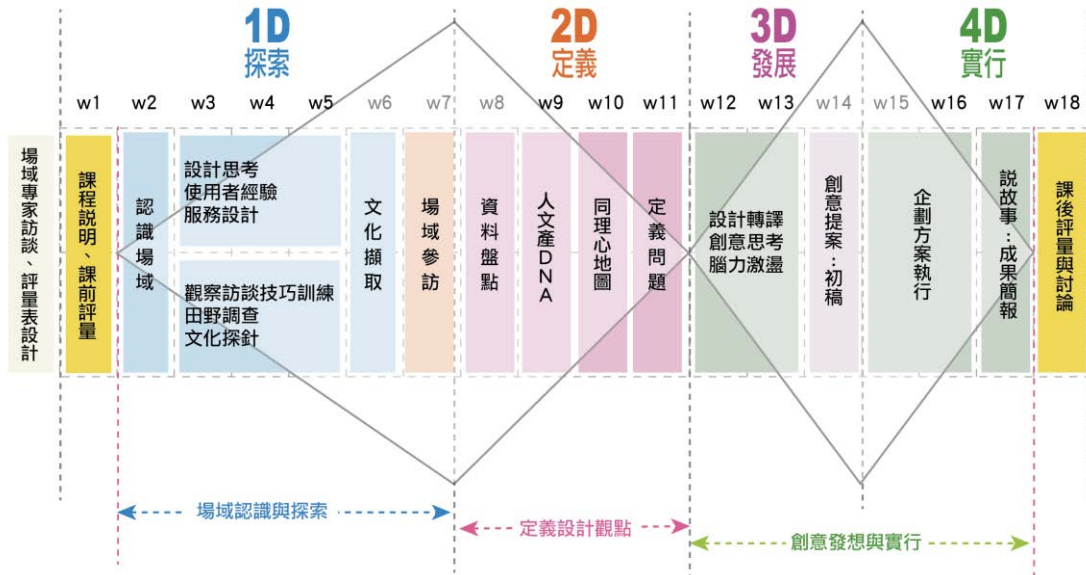 1D
探索
2D
定義
3D
發展
4D
實行
w1
w2
w3
w4
w5
w6
w7
w8
w9
w10
w11
w12
w13
w14
w15
w16
w17
w18
場域專家訪談、評量表設計
課程説明、課前評量
認識場域
設計思考
使用者經驗
服務設計
觀察訪談技巧訓練
田野調查
文化探針
文化擷取
場域參訪
資料盤點
人文產DNA
同理心地圖
定義問題
設計轉譯
創意思考
腦力激盪
創意提案：初稿
企劃方案執行
説故事：成果簡報
課後評量與討論
場域認識與探索
定義設計觀點
創意發想與實行